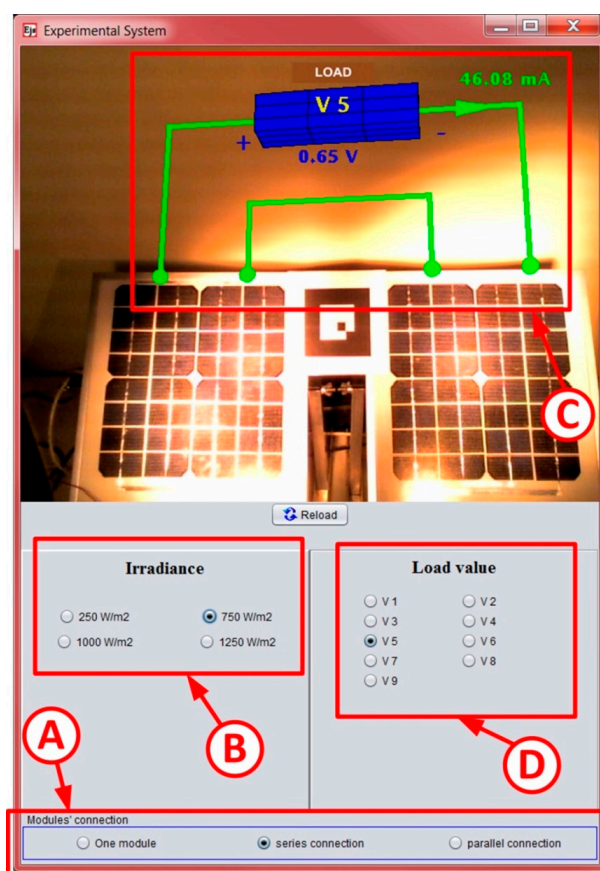 Ejs Experimental System
LOAD
46.08 mA
V 5
+ -
0.65 V
C
Reload
Irradiance
250 W/m2 750 W/m2
1000 W/m2 1250 W/m2
B
Load value
V 1 V 2
V 3 V 4
V 5 V 6
V 7 V 8
V 9
D
A
Modules' connection
One module series connection parallel connection